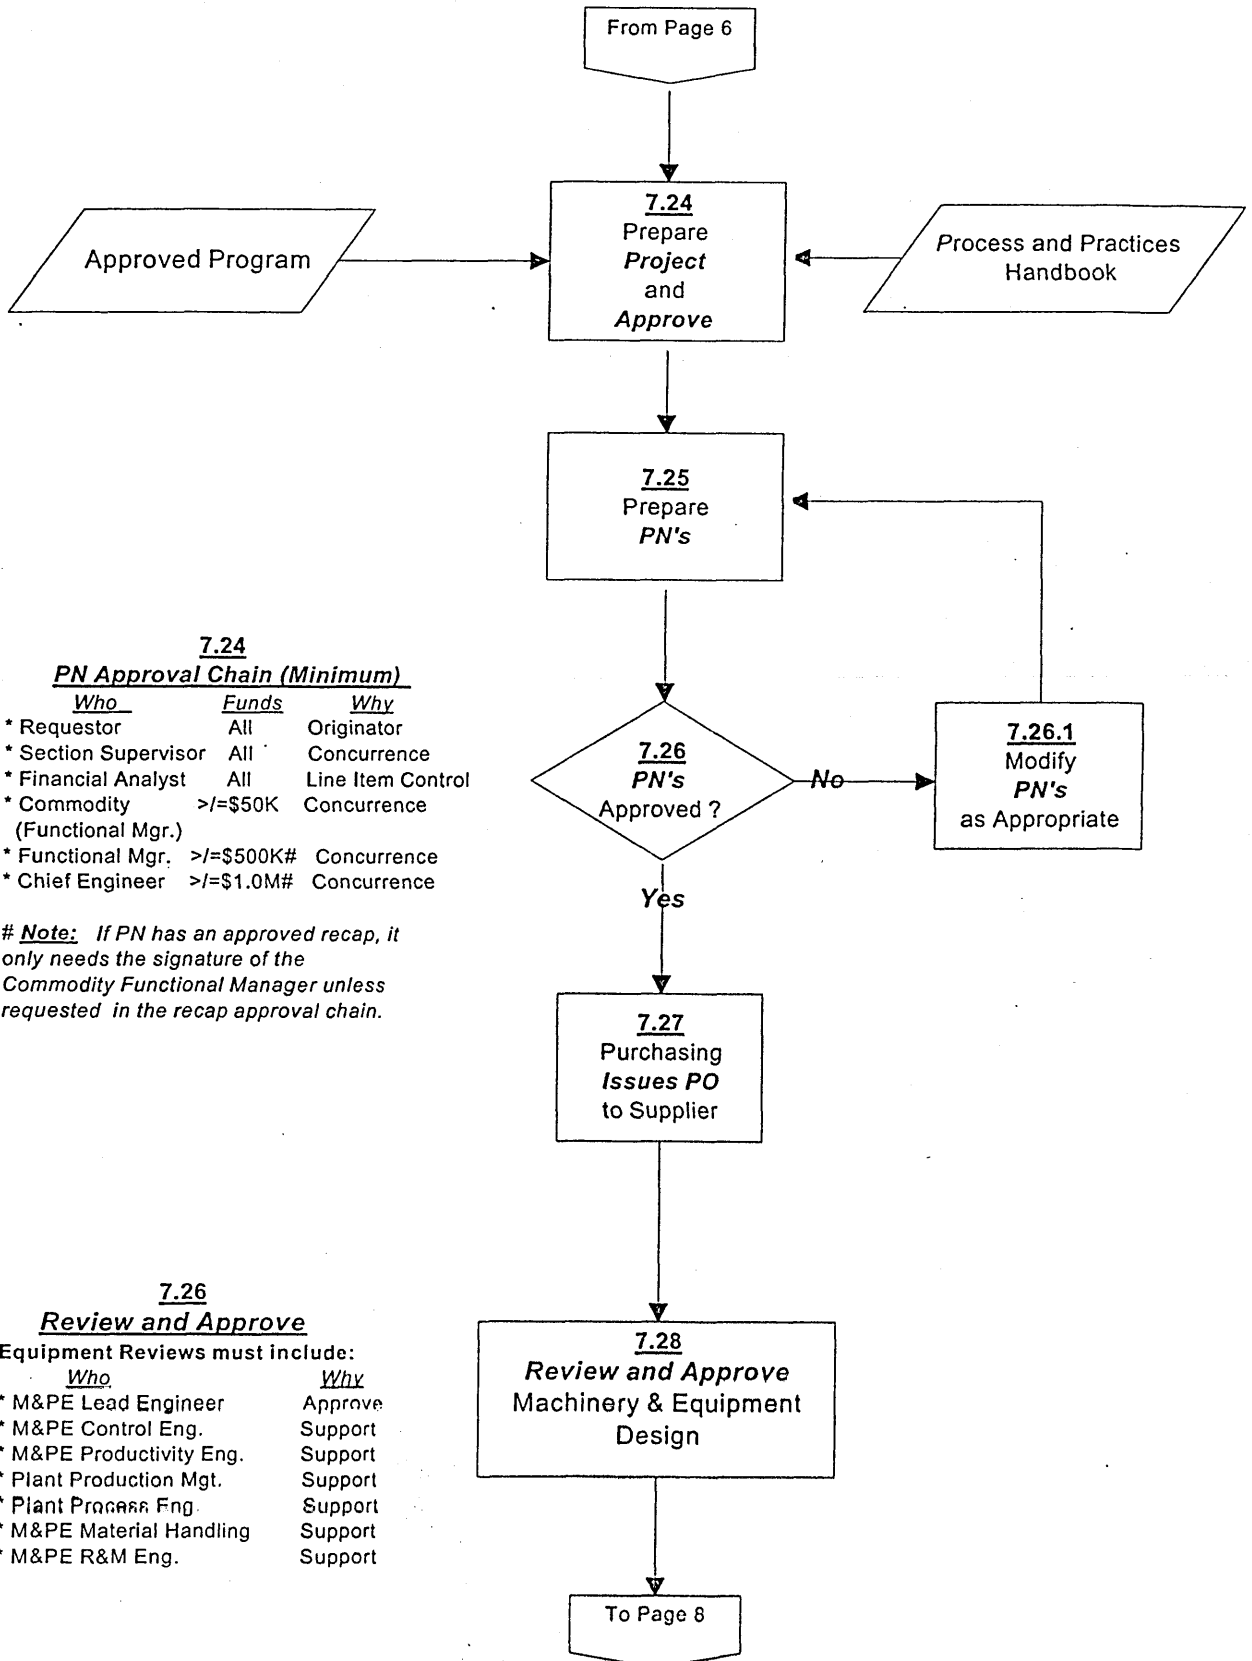 From Page 6
7.24
Prepare
Project
and
Approve
Approved Program
Process and Practices
Handbook
7.25
Prepare
PN's
7.24
PN Approval Chain (Minimum)
Who Funds Why
* Requestor All Originator
* Section Supervisor All Concurrence
* Financial Analyst All Line Item Control
* Commodity >/=$50K Concurrence
(Functional Mgr.)
* Functional Mgr. >/=$500K# Concurrence
* Chief Engineer >/=$1.0M# Concurrence
# Note: If PN has an approved recap, it
only needs the signature of the
Commodity Functional Manager unless
requested in the recap approval chain.
7.26
PN's
Approved ?
No
7.26.1
Modify
PN's
as Appropriate
Yes
7.27
Purchasing
Issues PO
to Supplier
7.26
Review and Approve
Equipment Reviews must include:
Who Why
* M&PE Lead Engineer Approve
* M&PE Control Eng. Support
* M&PE Productivity Eng. Support
* Plant Production Mgt. Support
* Plant Process Eng. Support
* M&PE Material Handling Support
* M&PE R&M Eng. Support
7.28
Review and Approve
Machinery & Equipment
Design
To Page 8